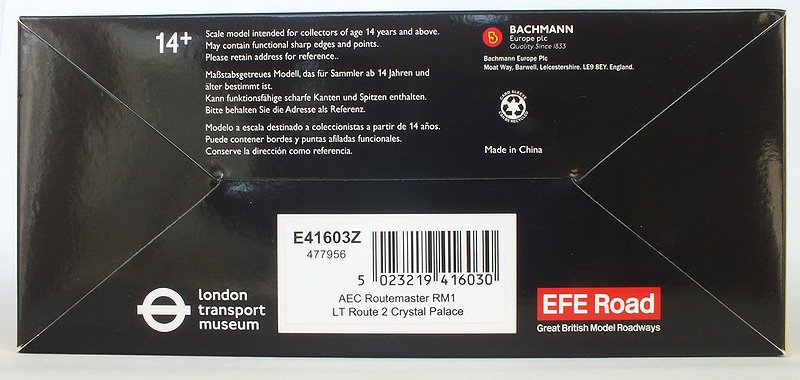 14+
Scale model intended for collectors of age 14 years and above.
May contain functional sharp edges and points.
Please retain address for reference..
Maßstabsgetreues Modell, das für Sammler ab 14 Jahren und
älter bestimmt ist.
Kann funktionsfähige scharfe Kanten und Spitzen enthalten.
Bitte behalten Sie die Adresse als Referenz.
Modelo a escala destinado a coleccionistas a partir de 14 años.
Puede contener bordes y puntas afiladas funcionales.
Conserve la dirección como referencia.
BACHMANN
Europe plc
Quality Since 1833
Bachmann Europe Plc
Moat Way, Barwell, Leicestershire. LE9 8EY. England.
CARD SLEEVE
CAN BE RECYCLED
Made in China
E41603Z
477956
5 023219 416030
AEC Routemaster RM1
LT Route 2 Crystal Palace
london
transport
museum
EFE Road
Great British Model Roadways